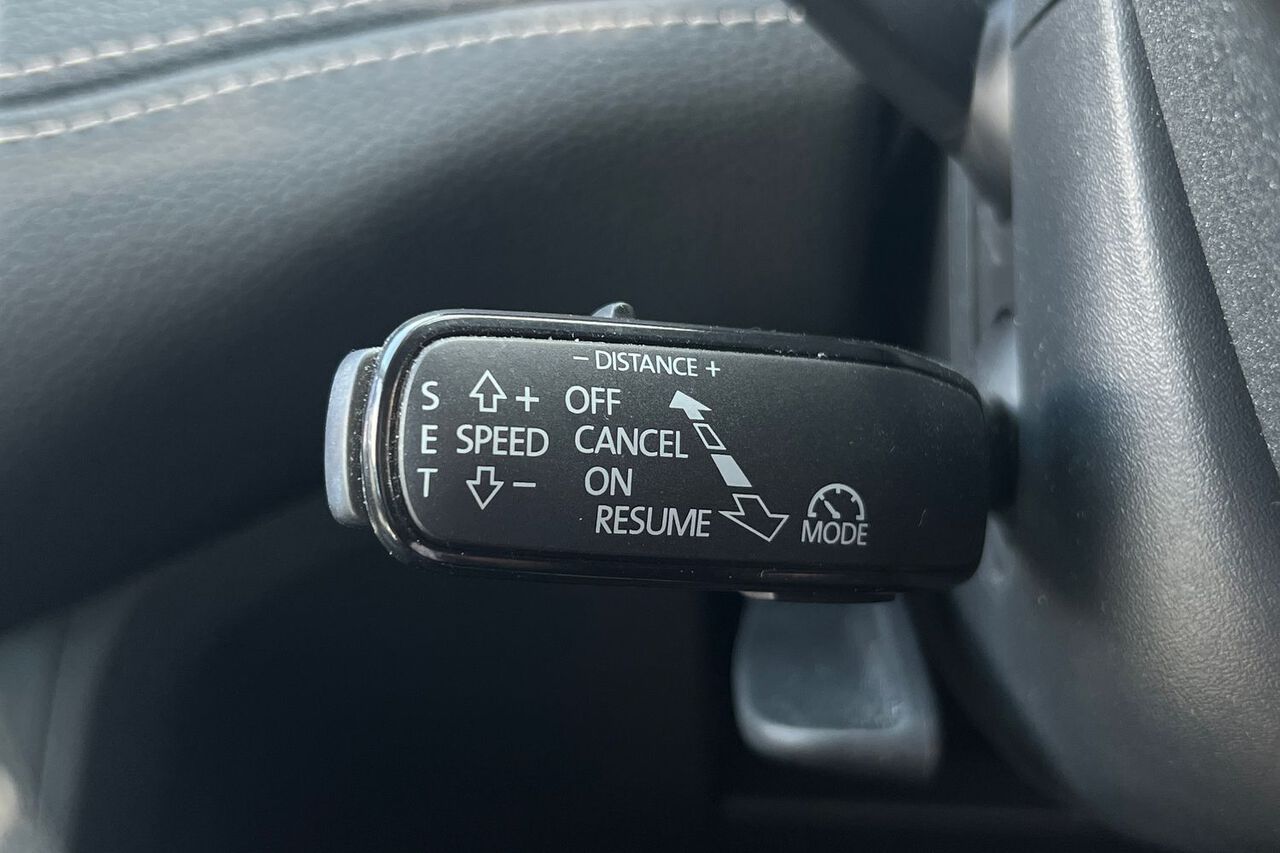 − DISTANCE +
S + OFF
E SPEED CANCEL
T − ON
RESUME MODE